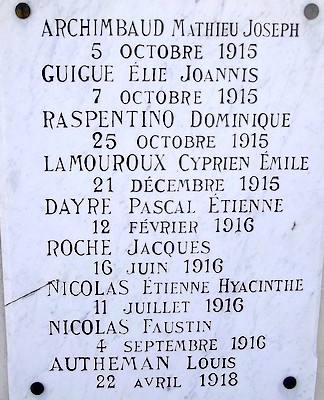 ARCHIMBAUD MATHIEU JOSEPH
5 OCTOBRE 1915
GUIGUE ÉLIE JOANNIS
7 OCTOBRE 1915
RASPENTINO DOMINIQUE
25 OCTOBRE 1915
LAMOUROUX CYPRIEN ÉMILE
21 DÉCEMBRE 1915
DAYRE PASCAL ÉTIENNE
12 FÉVRIER 1916
ROCHE JACQUES
16 JUIN 1916
NICOLAS ETIENNE HYACINTHE
11 JUILLET 1916
NICOLAS FAUSTIN
4 SEPTEMBRE 1916
AUTHEMAN LOUIS
22 AVRIL 1918